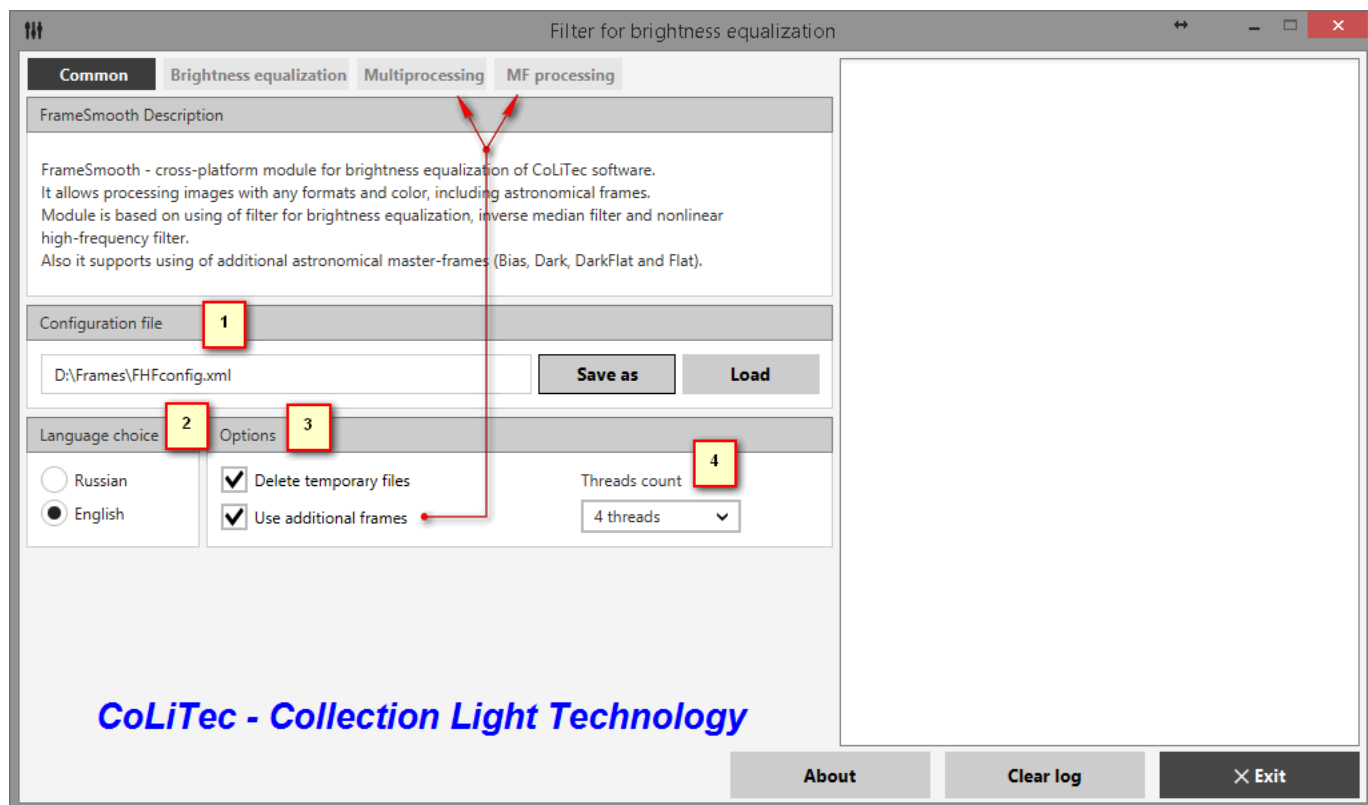 Filter for brightness equalization
Common Brightness equalization Multiprocessing MF processing
FrameSmooth Description
FrameSmooth - cross-platform module for brightness equalization of CoLiTec software.
It allows processing images with any formats and color, including astronomical frames.
Module is based on using of filter for brightness equalization, inverse median filter and nonlinear
high-frequency filter.
Also it supports using of additional astronomical master-frames (Bias, Dark, DarkFlat and Flat).
Configuration file 1
D:\Frames\FHFconfig.xml Save as Load
Language choice 2 Options 3
4
Russian Delete temporary files Threads count
English Use additional frames 4 threads
CoLiTec - Collection Light Technology
About Clear log Exit